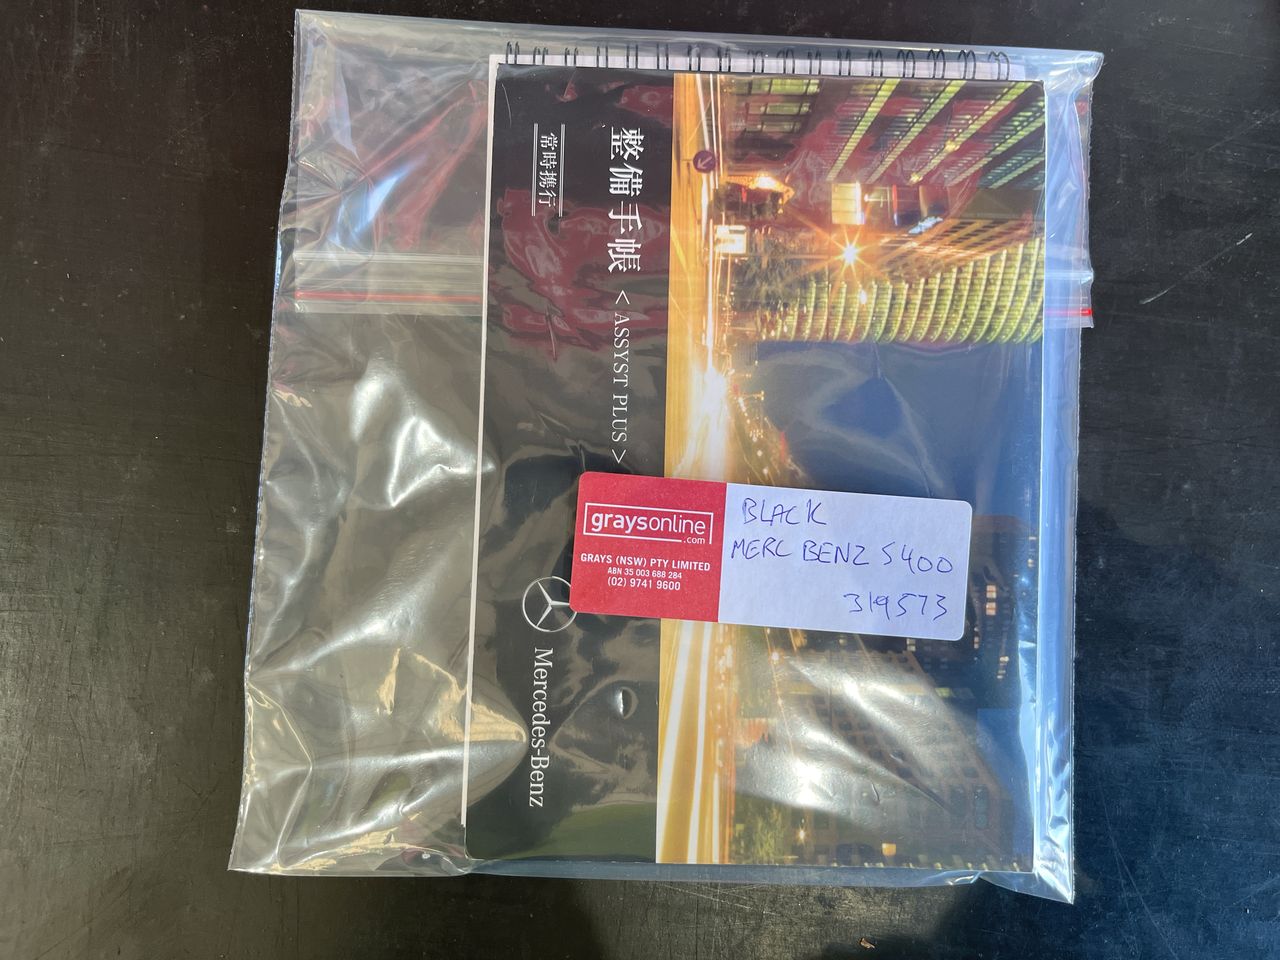 整備手帳 < ASSYST PLUS >
常時携行
Mercedes-Benz
graysonline
.com
GRAYS (NSW) PTY LIMITED
ABN 35 003 688 284
(02) 9741 9600
BLACK
MERC BENZ S400
319573